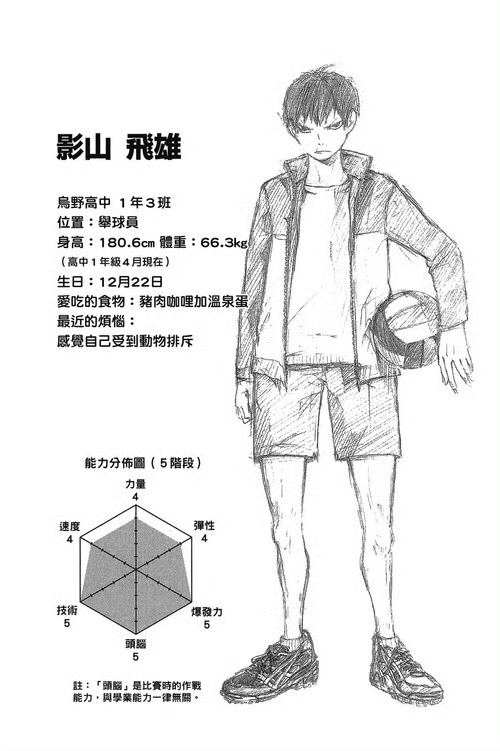 影山 飛雄
烏野高中 1年3班
位置：舉球員
身高：180.6cm 體重：66.3kg
（高中1年級4月現在）
生日：12月22日
愛吃的食物：豬肉咖哩加溫泉蛋
最近的煩惱：
感覺自己受到動物排斥
能力分佈圖（5階段）
力量
4
速度
4
彈性
4
技術
5
爆發力
5
頭腦
5
註：「頭腦」是比賽時的作戰
能力，與學業能力一律無關。